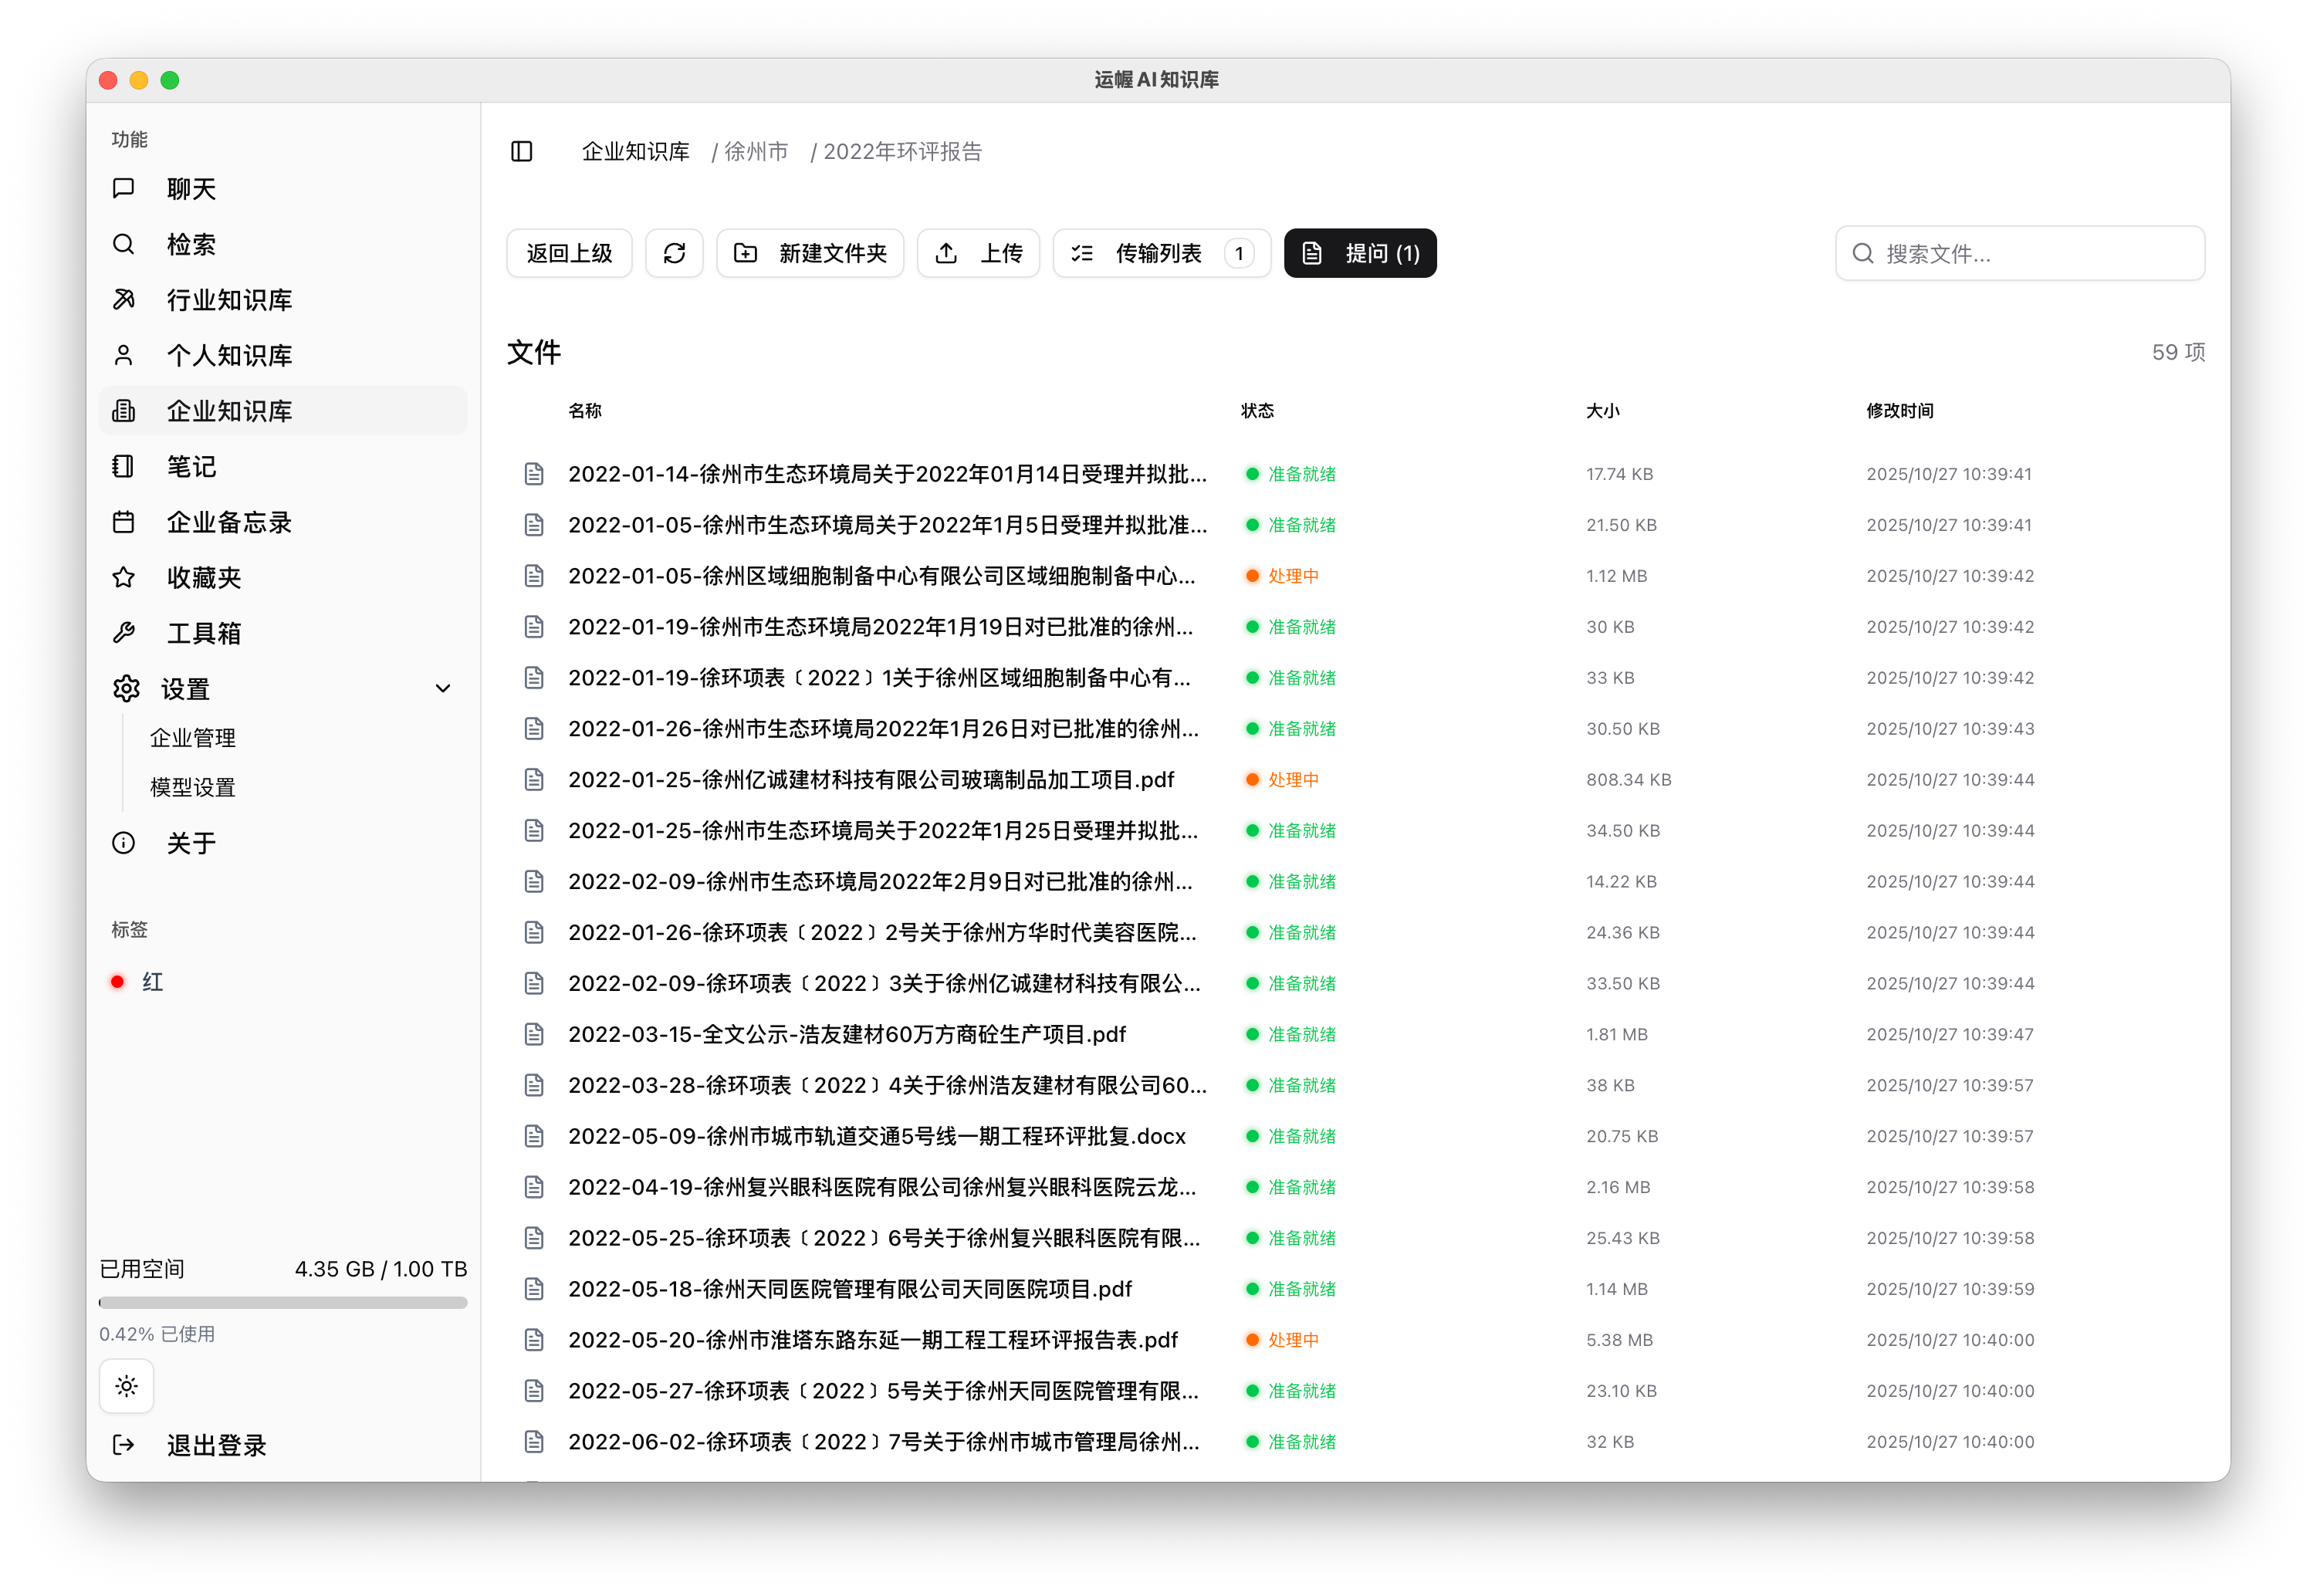 运幄AI知识库
功能
聊天
检索
行业知识库
个人知识库
企业知识库
笔记
企业备忘录
收藏夹
工具箱
设置
企业管理
模型设置
关于
标签
红
已用空间 4.35 GB / 1.00 TB
0.42% 已使用
退出登录
企业知识库 / 徐州市 / 2022年环评报告
返回上级 新建文件夹 上传 传输列表 1 提问 (1) 搜索文件...
文件 59 项
名称 状态 大小 修改时间
2022-01-14-徐州市生态环境局关于2022年01月14日受理并拟批... 准备就绪 17.74 KB 2025/10/27 10:39:41
2022-01-05-徐州市生态环境局关于2022年1月5日受理并拟批准... 准备就绪 21.50 KB 2025/10/27 10:39:41
2022-01-05-徐州区域细胞制备中心有限公司区域细胞制备中心... 处理中 1.12 MB 2025/10/27 10:39:42
2022-01-19-徐州市生态环境局2022年1月19日对已批准的徐州... 准备就绪 30 KB 2025/10/27 10:39:42
2022-01-19-徐环项表〔2022〕1关于徐州区域细胞制备中心有... 准备就绪 33 KB 2025/10/27 10:39:42
2022-01-26-徐州市生态环境局2022年1月26日对已批准的徐州... 准备就绪 30.50 KB 2025/10/27 10:39:43
2022-01-25-徐州亿诚建材科技有限公司玻璃制品加工项目.pdf 处理中 808.34 KB 2025/10/27 10:39:44
2022-01-25-徐州市生态环境局关于2022年1月25日受理并拟批... 准备就绪 34.50 KB 2025/10/27 10:39:44
2022-02-09-徐州市生态环境局2022年2月9日对已批准的徐州... 准备就绪 14.22 KB 2025/10/27 10:39:44
2022-01-26-徐环项表〔2022〕2号关于徐州方华时代美容医院... 准备就绪 24.36 KB 2025/10/27 10:39:44
2022-02-09-徐环项表〔2022〕3关于徐州亿诚建材科技有限公... 准备就绪 33.50 KB 2025/10/27 10:39:44
2022-03-15-全文公示-浩友建材60万方商砼生产项目.pdf 准备就绪 1.81 MB 2025/10/27 10:39:47
2022-03-28-徐环项表〔2022〕4关于徐州浩友建材有限公司60... 准备就绪 38 KB 2025/10/27 10:39:57
2022-05-09-徐州市城市轨道交通5号线一期工程环评批复.docx 准备就绪 20.75 KB 2025/10/27 10:39:57
2022-04-19-徐州复兴眼科医院有限公司徐州复兴眼科医院云龙... 准备就绪 2.16 MB 2025/10/27 10:39:58
2022-05-25-徐环项表〔2022〕6号关于徐州复兴眼科医院有限... 准备就绪 25.43 KB 2025/10/27 10:39:58
2022-05-18-徐州天同医院管理有限公司天同医院项目.pdf 准备就绪 1.14 MB 2025/10/27 10:39:59
2022-05-20-徐州市淮塔东路东延一期工程工程环评报告表.pdf 处理中 5.38 MB 2025/10/27 10:40:00
2022-05-27-徐环项表〔2022〕5号关于徐州天同医院管理有限... 准备就绪 23.10 KB 2025/10/27 10:40:00
2022-06-02-徐环项表〔2022〕7号关于徐州市城市管理局徐州... 准备就绪 32 KB 2025/10/27 10:40:00